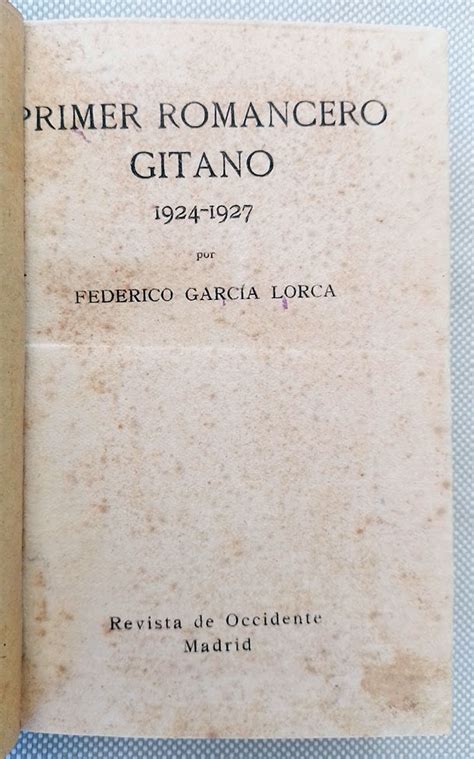 PRIMER ROMANCERO
GITANO
1924-1927
por
FEDERICO GARCÍA LORCA
Revista de Occidente
Madrid